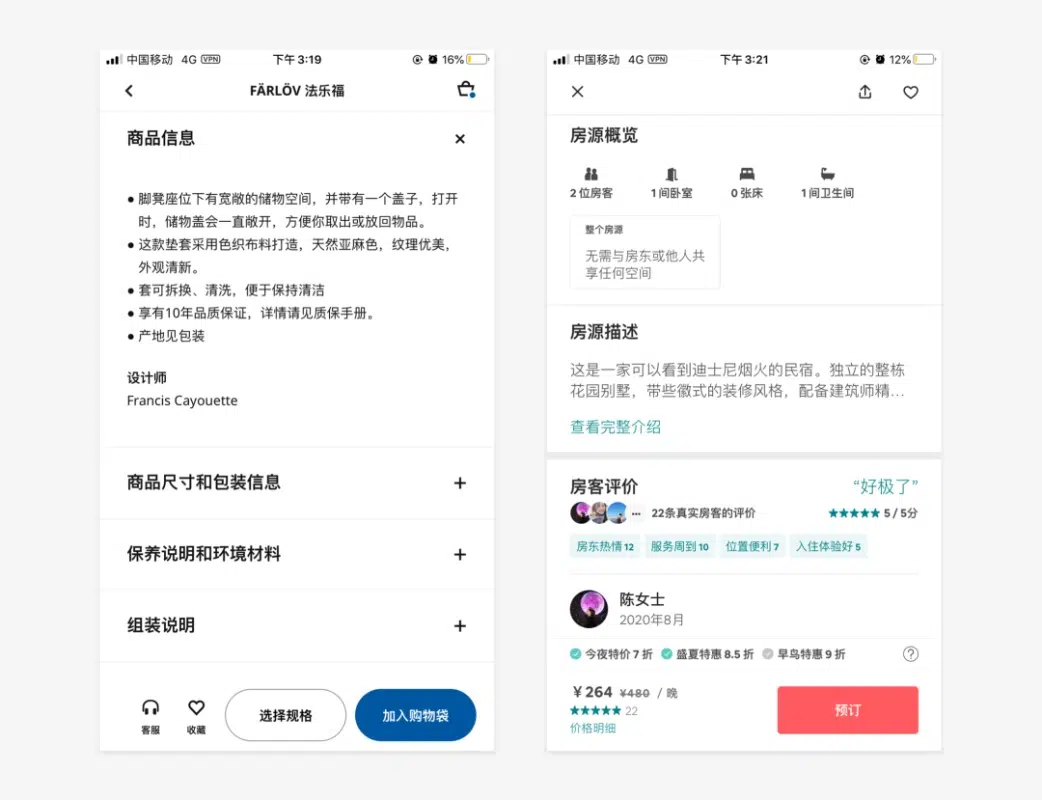 中国移动 4G VPN 下午 3:19 16%
FÄRLÖV 法乐福
商品信息
脚凳座位下有宽敞的储物空间，并带有一个盖子，打开
时，储物盖会一直敞开，方便你取出或放回物品。
这款垫套采用色织布料打造，天然亚麻色，纹理优美，
外观清新。
套可拆换、清洗，便于保持清洁
享有10年品质保证，详情请见质保手册。
产地见包装
设计师
Francis Cayouette
商品尺寸和包装信息
保养说明和环境材料
组装说明
客服
收藏
选择规格
加入购物袋
中国移动 4G VPN 下午 3:21 12%
房源概览
2 位房客 1 间卧室 0 张床 1 间卫生间
整个房源
无需与房东或他人共
享任何空间
房源描述
这是一家可以看到迪士尼烟火的民宿。独立的整栋
花园别墅，带些徽式的装修风格，配备建筑师精...
查看完整介绍
房客评价 “好极了”
... 22条真实房客的评价 ★★★★★ 5 / 5分
房东热情 12 服务周到 10 位置便利 7 入住体验好 5
陈女士
2020年8月
今夜特价 7 折 盛夏特惠 8.5 折 早鸟特惠 9 折 ?
¥264 ¥480 / 晚
★★★★★ 22
价格明细
预订